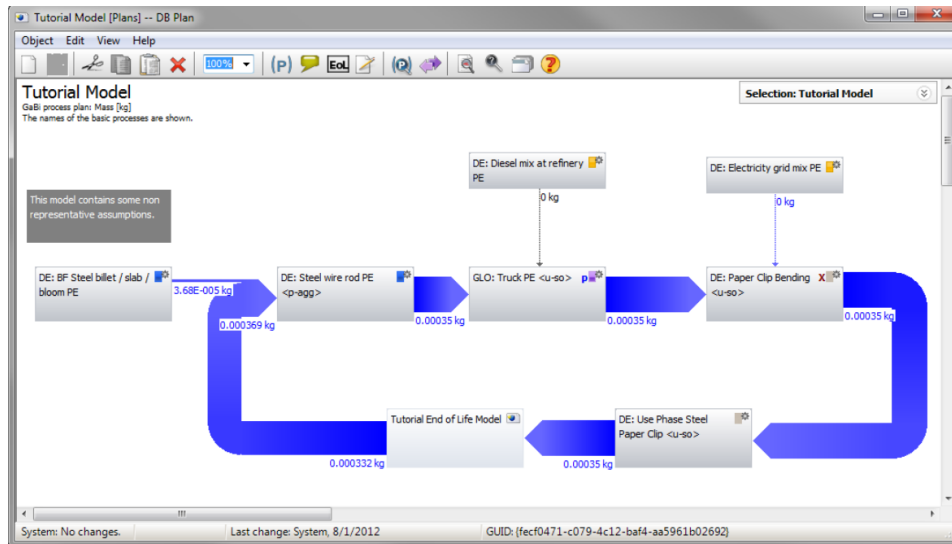 Tutorial Model [Plans] -- DB Plan
Object Edit View Help
100% (P) EoL
Tutorial Model
GaBi process plan: Mass [kg]
The names of the basic processes are shown.
Selection: Tutorial Model
DE: Diesel mix at refinery
PE
DE: Electricity grid mix PE
0 kg
0 kg
This model contains some non
representative assumptions.
DE: BF Steel billet / slab /
bloom PE
3.68E-005 kg
DE: Steel wire rod PE
<p-agg>
0.000369 kg
0.00035 kg
GLO: Truck PE <u-so> p
0.00035 kg
DE: Paper Clip Bending X
<u-so>
0.00035 kg
Tutorial End of Life Model
DE: Use Phase Steel
Paper Clip <u-so>
0.000332 kg
0.00035 kg
System: No changes. Last change: System, 8/1/2012 GUID: {fecf0471-c079-4c12-baf4-aa5961b02692}